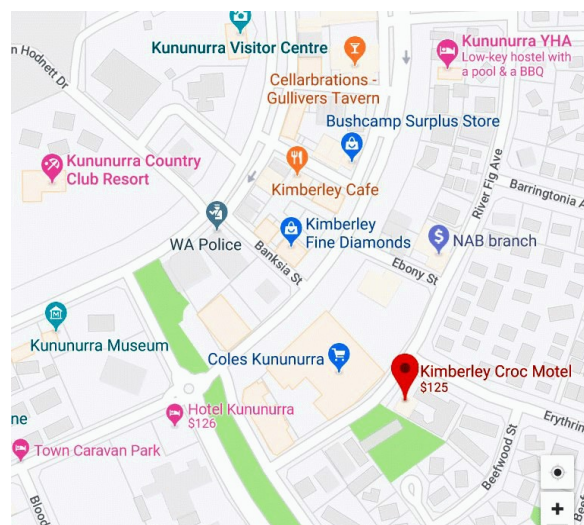 Kununurra Visitor Centre
n Hodnett Dr
Cellarbrations -
Gullivers Tavern
Kununurra YHA
Low-key hostel with
a pool & a BBQ
Bushcamp Surplus Store
Kununurra Country
Club Resort
Kimberley Cafe
River Fig Ave
Barringtonia A
WA Police
Kimberley
Fine Diamonds
NAB branch
Banksia St
Ebony St
Kununurra Museum
Coles Kununurra
Kimberley Croc Motel
$125
Hotel Kununurra
$126
ne
Town Caravan Park
Erythrin
Beefwood St
Bloo
+